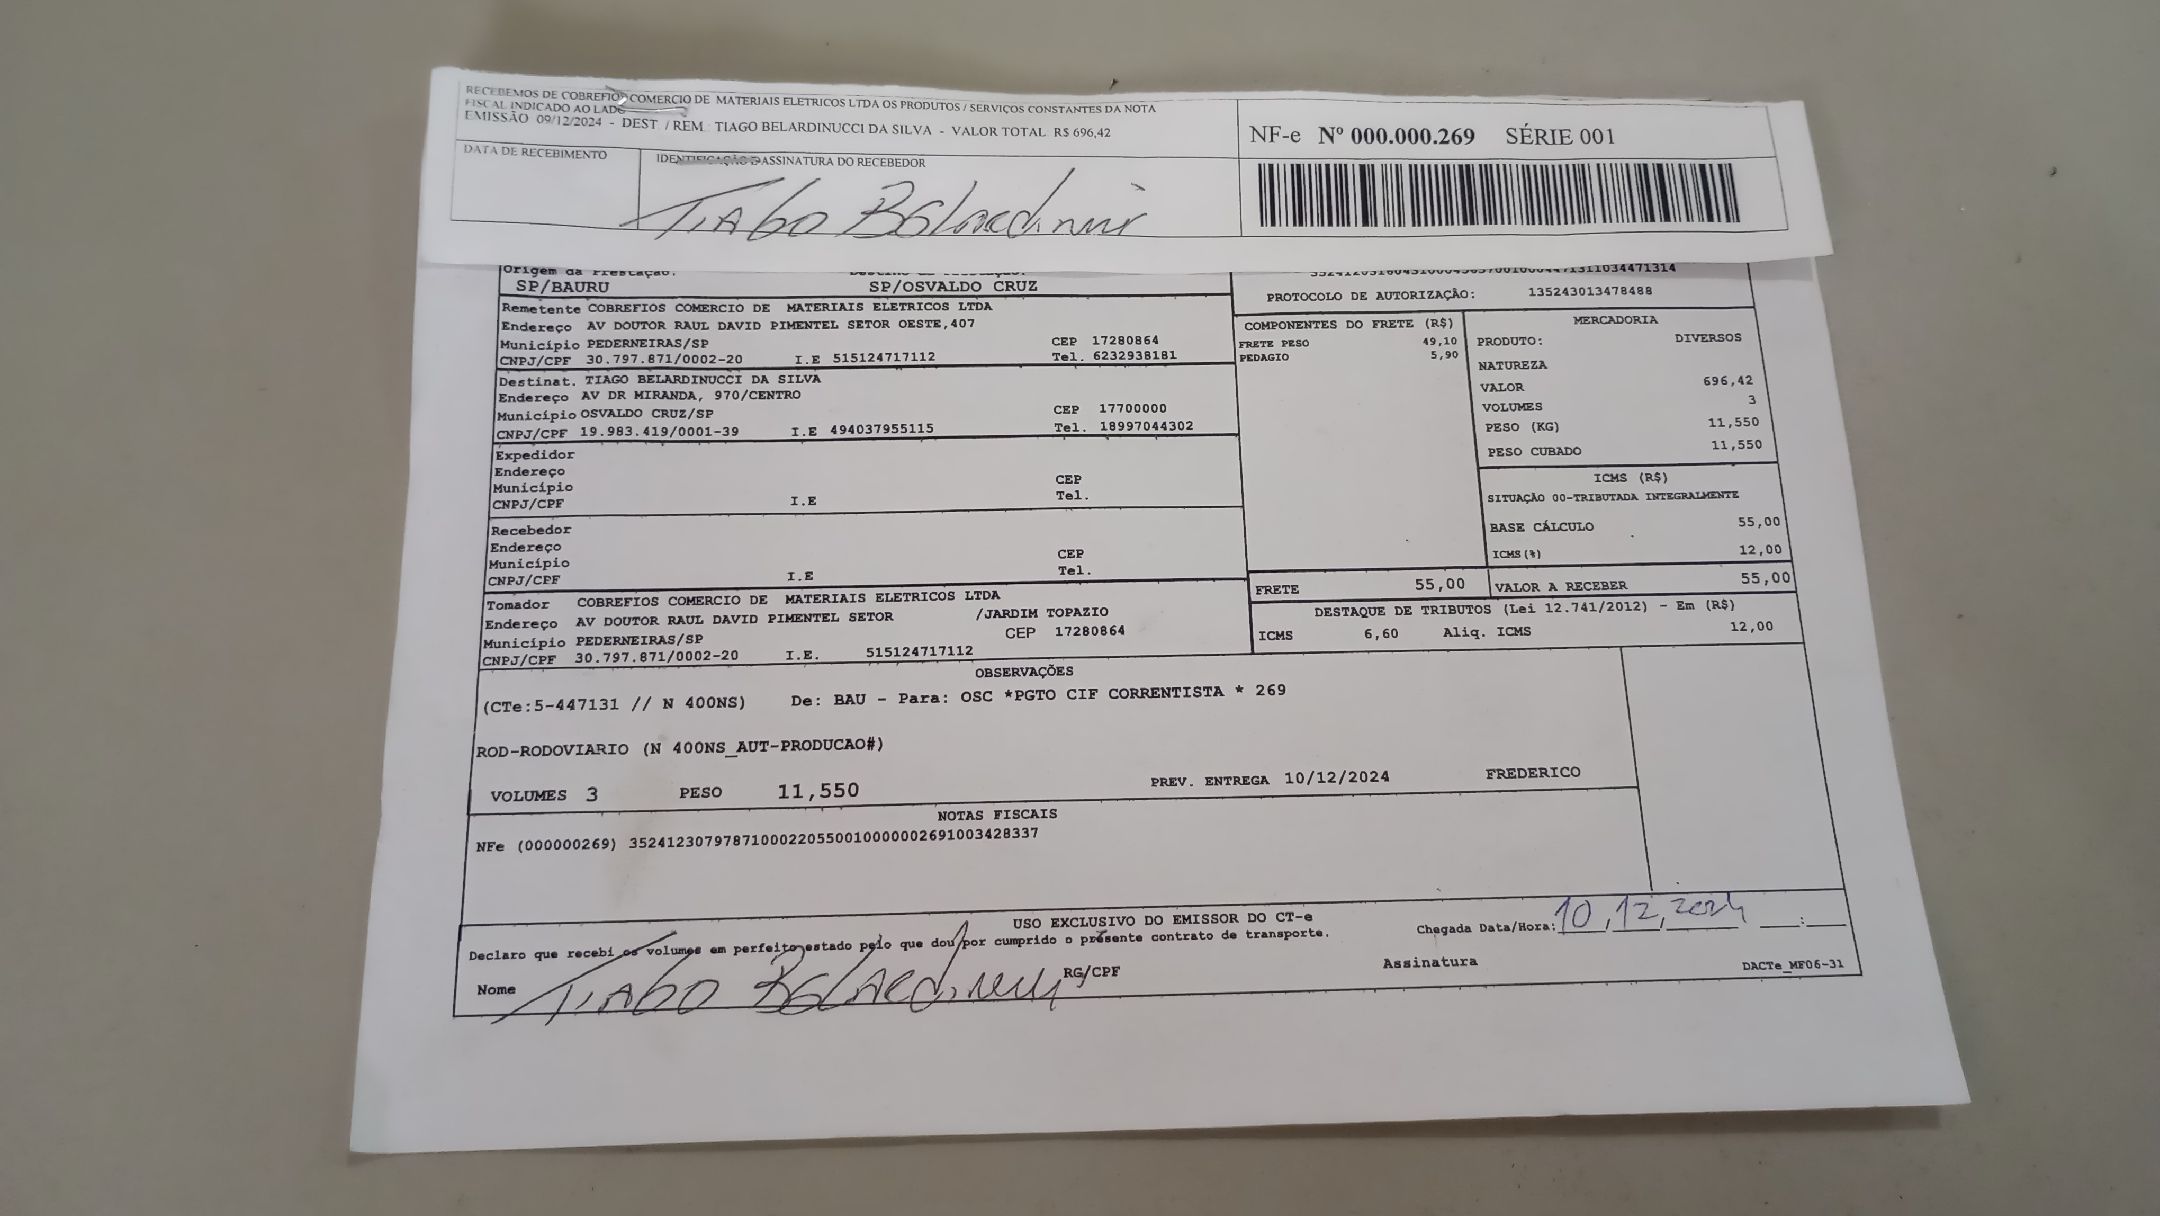 RECEBEMOS DE COBREFIOS COMERCIO DE MATERIAIS ELETRICOS LTDA OS PRODUTOS / SERVIÇOS CONSTANTES DA NOTA
FISCAL INDICADO AO LADO
EMISSÃO 09/12/2024 - DEST. / REM: TIAGO BELARDINUCCI DA SILVA - VALOR TOTAL R$ 696,42
DATA DE RECEBIMENTO
IDENTIFICAÇÃO E ASSINATURA DO RECEBEDOR
Tiago
NF-e Nº 000.000.269 SÉRIE 001
Origem da Prestação:
SP/BAURU
SP/OSVALDO CRUZ
PROTOCOLO DE AUTORIZAÇÃO: 135243013478488
Remetente COBREFIOS COMERCIO DE MATERIAIS ELETRICOS LTDA
Endereço AV DOUTOR RAUL DAVID PIMENTEL SETOR OESTE,407
Município PEDERNEIRAS/SP CEP 17280864
CNPJ/CPF 30.797.871/0002-20 I.E 515124717112 Tel. 6232938181
Destinat. TIAGO BELARDINUCCI DA SILVA
Endereço AV DR MIRANDA, 970/CENTRO
Município OSVALDO CRUZ/SP CEP 17700000
CNPJ/CPF 19.983.419/0001-39 I.E 494037955115 Tel. 18997044302
Expedidor
Endereço
Município CEP
CNPJ/CPF I.E Tel.
Recebedor
Endereço
Município CEP
CNPJ/CPF I.E Tel.
Tomador COBREFIOS COMERCIO DE MATERIAIS ELETRICOS LTDA
Endereço AV DOUTOR RAUL DAVID PIMENTEL SETOR /JARDIM TOPAZIO
Município PEDERNEIRAS/SP CEP 17280864
CNPJ/CPF 30.797.871/0002-20 I.E. 515124717112
COMPONENTES DO FRETE (R$)
FRETE PESO 49,10
PEDAGIO 5,90
MERCADORIA
PRODUTO: DIVERSOS
NATUREZA
VALOR 696,42
VOLUMES 3
PESO (KG) 11,550
PESO CUBADO 11,550
ICMS (R$)
SITUAÇÃO 00-TRIBUTADA INTEGRALMENTE
BASE CÁLCULO 55,00
ICMS(%) 12,00
FRETE 55,00 VALOR A RECEBER 55,00
DESTAQUE DE TRIBUTOS (Lei 12.741/2012) - Em (R$)
ICMS 6,60 Aliq. ICMS 12,00
OBSERVAÇÕES
(CTe:5-447131 // N 400NS) De: BAU - Para: OSC *PGTO CIF CORRENTISTA * 269
ROD-RODOVIARIO (N 400NS_AUT-PRODUCAO#)
VOLUMES 3 PESO 11,550 PREV. ENTREGA 10/12/2024 FREDERICO
NOTAS FISCAIS
NFe (000000269) 35241230797871000220550010000002691003428337
USO EXCLUSIVO DO EMISSOR DO CT-e
Declaro que recebi os volumes em perfeito estado pelo que dou por cumprido o presente contrato de transporte.
Chegada Data/Hora: 10,12,2024 :
Nome Tiago RG/CPF Assinatura
DACTe_MF06-31